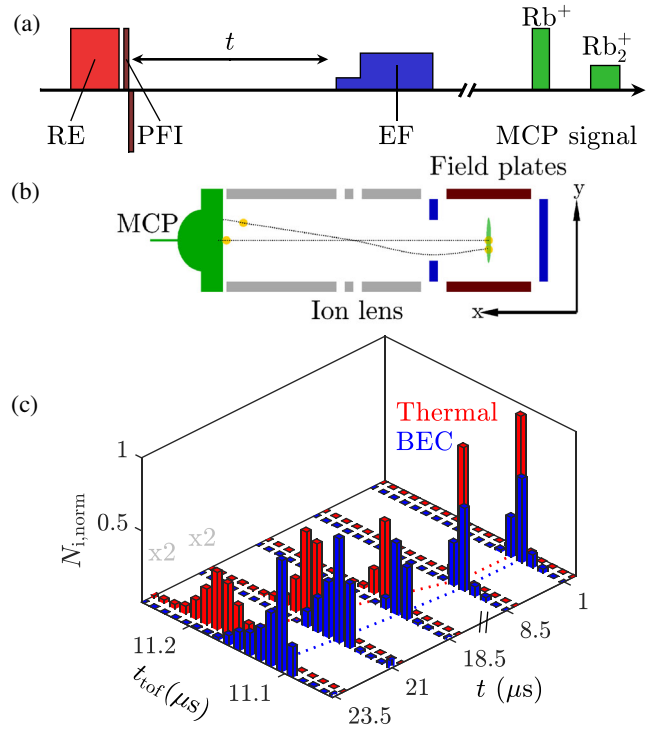 (a)
t
Rb+
Rb2+
RE
PFI
EF
MCP signal
(b)
Field plates
y
MCP
Ion lens
x
(c)
Thermal
BEC
1
0.5
Ni,norm
x2 x2
11.2
11.1
ttof(μs)
1
8.5
18.5
21
23.5
t (μs)